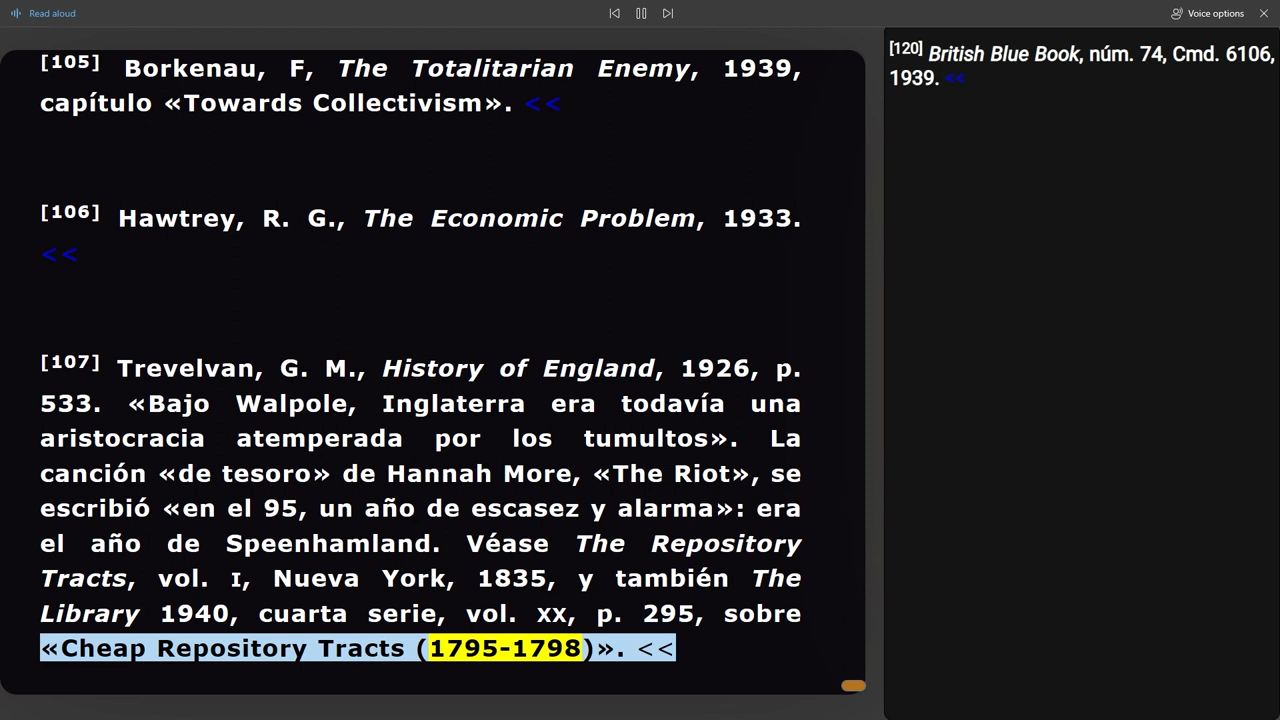 Read aloud
Voice options
[105] Borkenau, F, The Totalitarian Enemy, 1939,
capítulo «Towards Collectivism». <<
[106] Hawtrey, R. G., The Economic Problem, 1933.
<<
[107] Trevelvan, G. M., History of England, 1926, p.
533. «Bajo Walpole, Inglaterra era todavía una
aristocracia atemperada por los tumultos». La
canción «de tesoro» de Hannah More, «The Riot», se
escribió «en el 95, un año de escasez y alarma»: era
el año de Speenhamland. Véase The Repository
Tracts, vol. I, Nueva York, 1835, y también The
Library 1940, cuarta serie, vol. XX, p. 295, sobre
«Cheap Repository Tracts (1795-1798)». <<
[120] British Blue Book, núm. 74, Cmd. 6106,
1939. <<